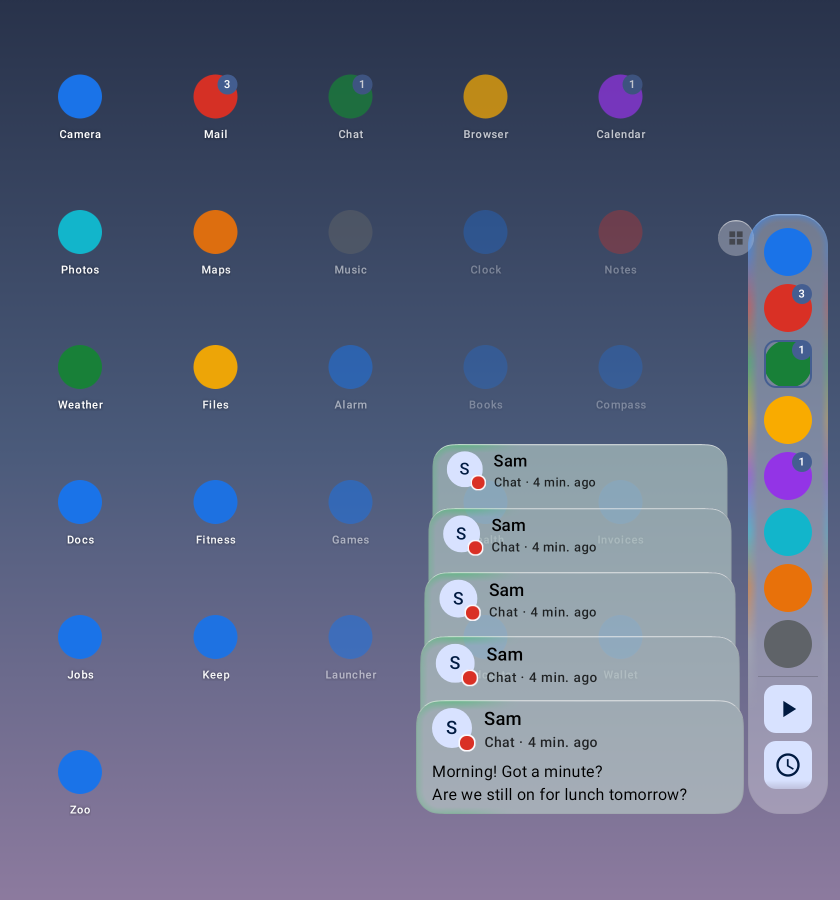 3
1
1
Camera
Mail
Chat
Browser
Calendar
Photos
Maps
Music
Clock
Notes
3
1
1
Weather
Files
Alarm
Books
Compass
Sam
Chat · 4 min. ago
Docs
Fitness
Games
Invoices
Sam
Chat · 4 min. ago
Sam
Chat · 4 min. ago
Jobs
Keep
Launcher
Wallet
Sam
Chat · 4 min. ago
Sam
Chat · 4 min. ago
Morning! Got a minute?
Are we still on for lunch tomorrow?
Zoo
S
S
S
S
S